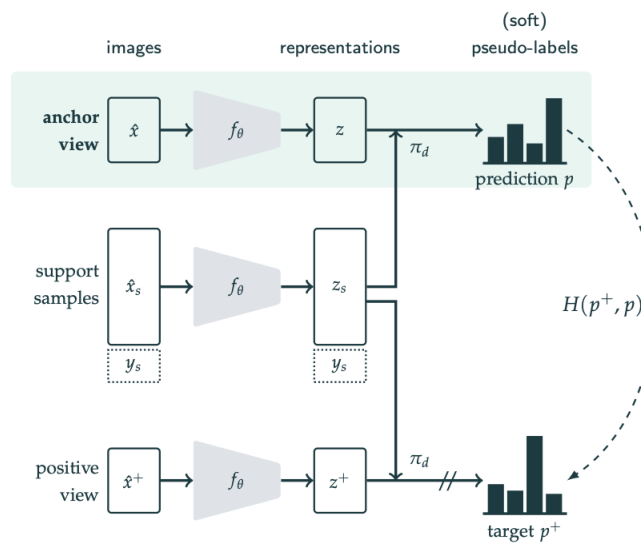 (soft)
images representations pseudo-labels
anchor
view
x̂ f_θ z π_d
prediction p
support
samples
x̂_s f_θ z_s
H(p⁺, p)
y_s y_s
positive
view
x̂⁺ f_θ z⁺ π_d //
target p⁺